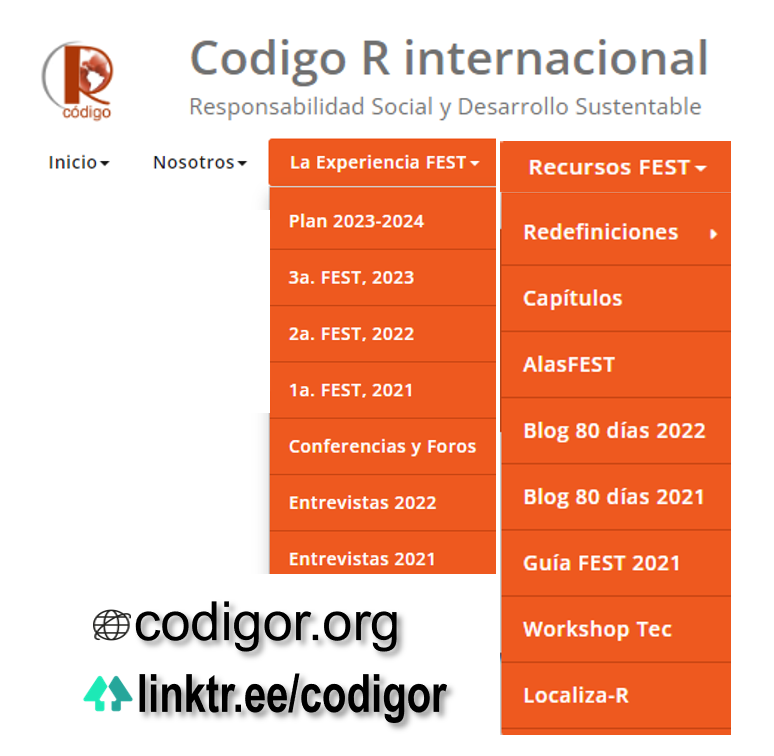 Codigo R internacional
código
Responsabilidad Social y Desarrollo Sustentable
Inicio
Nosotros
La Experiencia FEST
Plan 2023-2024
3a. FEST, 2023
2a. FEST, 2022
1a. FEST, 2021
Conferencias y Foros
Entrevistas 2022
Entrevistas 2021
Recursos FEST
Redefiniciones
Capítulos
AlasFEST
Blog 80 días 2022
Blog 80 días 2021
Guía FEST 2021
Workshop Tec
Localiza-R
codigor.org
linktr.ee/codigor